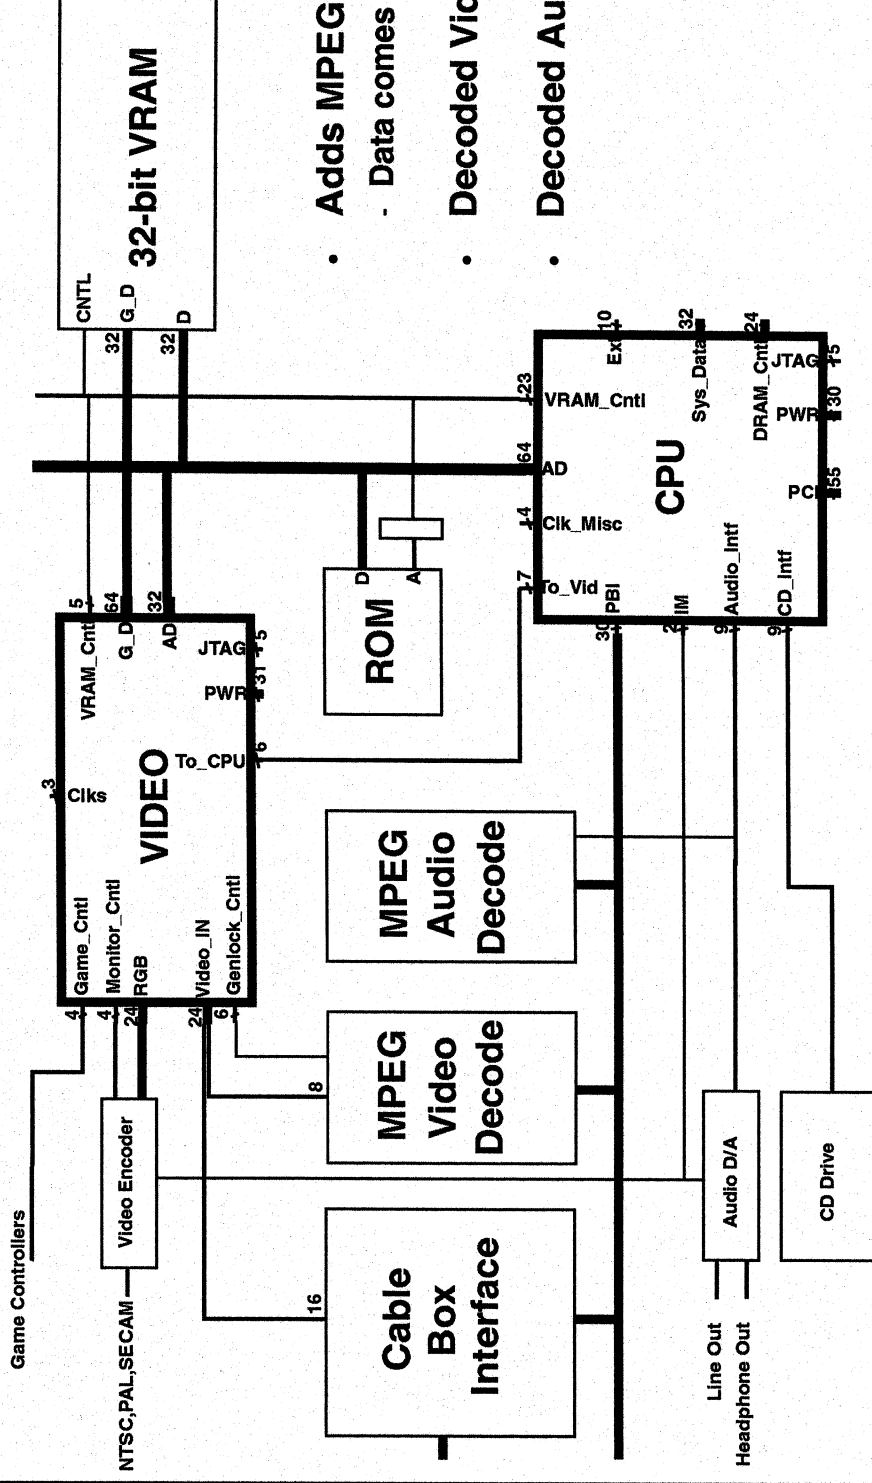 Game Controllers
NTSC,PAL,SECAM
Video Encoder
4
4
24
24
6
Game_Cntl
Monitor_Cntl
RGB
Video_IN
Genlock_Cntl
3
Clks
VIDEO
To_CPU
6
PWR
31
JTAG
5
VRAM_Cntl
5
G_D
64
AD
32
32
32
CNTL
G_D
D
32-bit VRAM
Cable
Box
Interface
16
MPEG
Video
Decode
8
MPEG
Audio
Decode
ROM
D
A
• Adds MPEG
- Data comes
• Decoded Vid
• Decoded Au
CPU
To_Vid
7
Clk_Misc
4
AD
64
VRAM_Cntl
23
PBI
30
IM
2
Audio_Intf
9
CD_Intf
9
Ext
10
Sys_Data
32
DRAM_Cntl
24
JTAG
5
PWR
30
PCI
55
Audio D/A
Line Out
Headphone Out
CD Drive